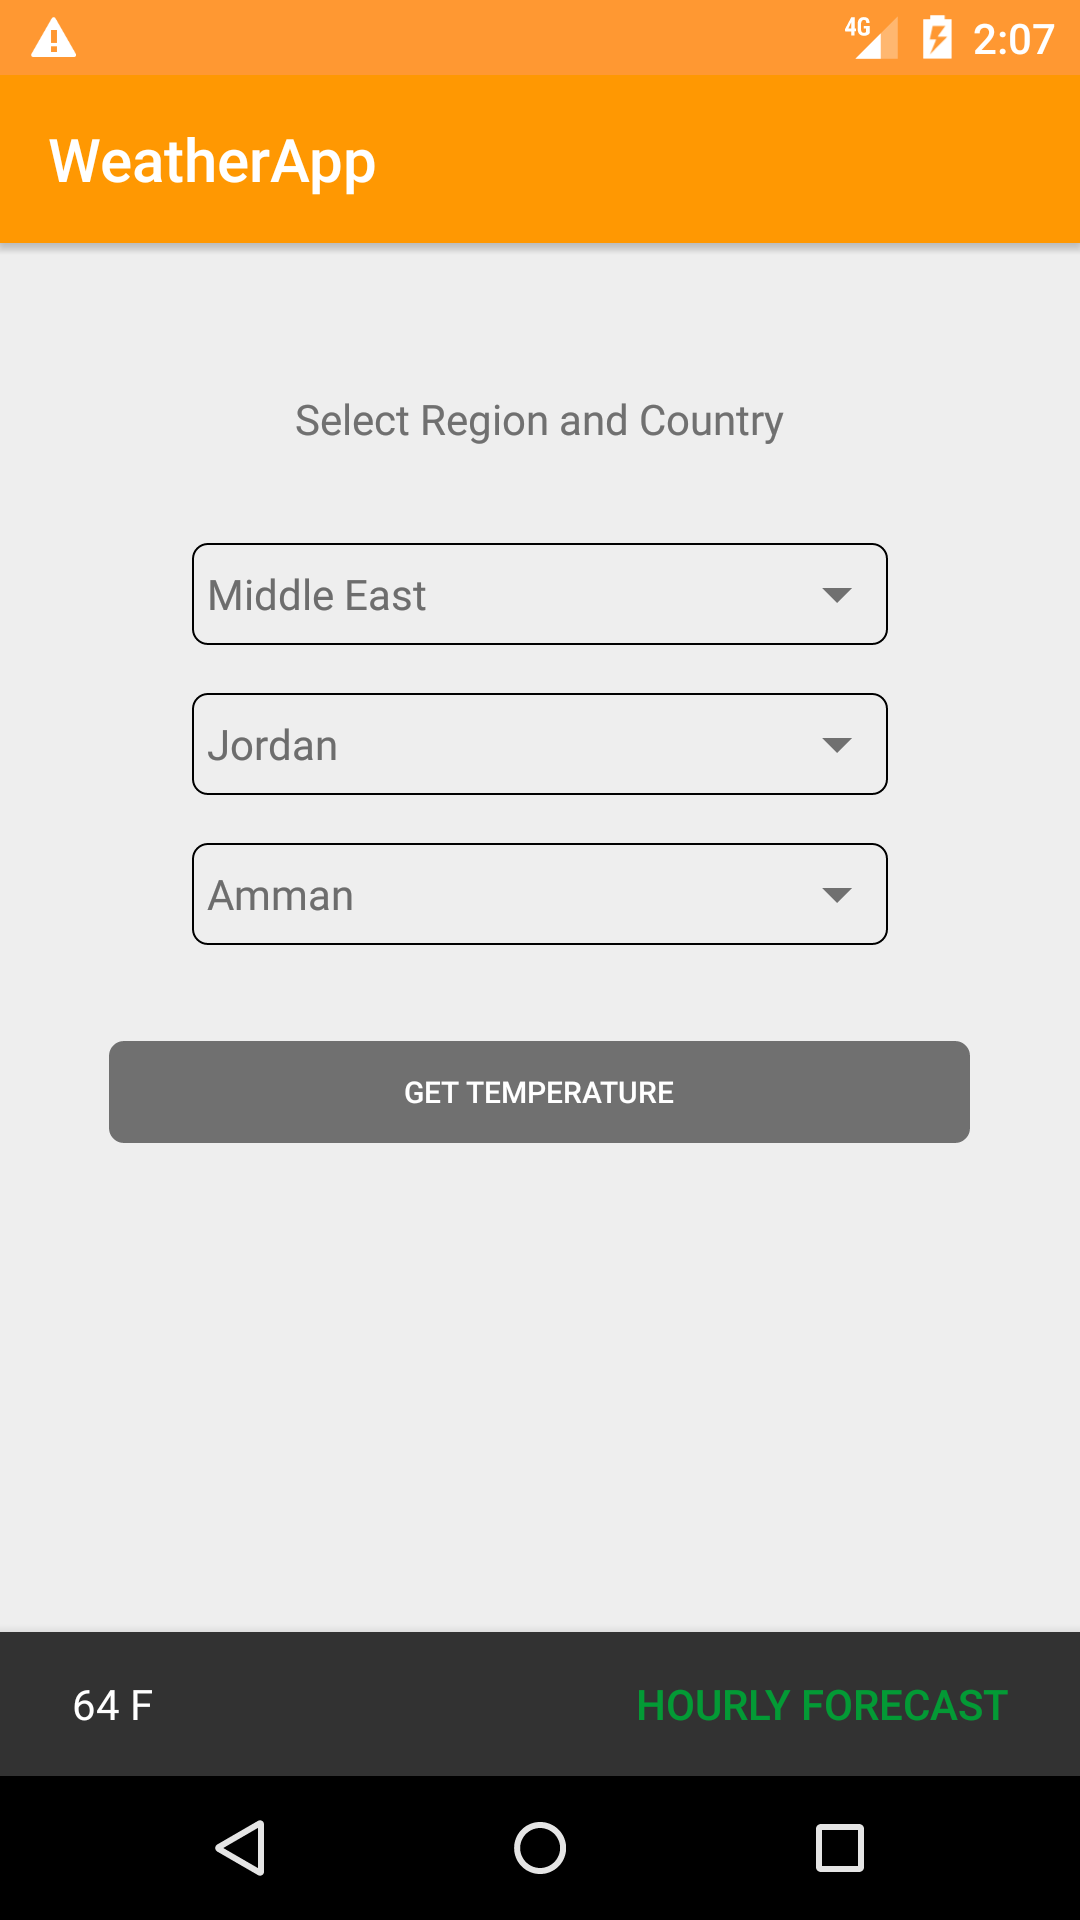 4G 2:07
WeatherApp
Select Region and Country
Middle East
Jordan
Amman
GET TEMPERATURE
64 F HOURLY FORECAST